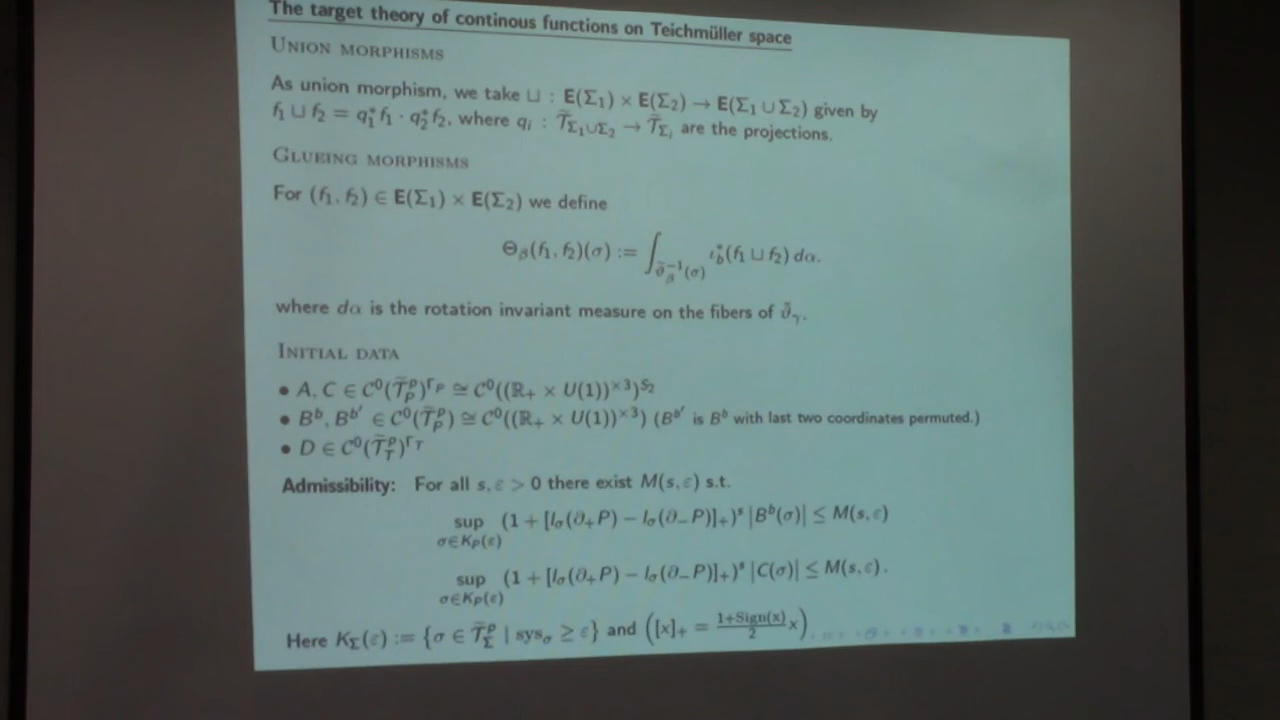 The target theory of continous functions on Teichmüller space
UNION MORPHISMS
As union morphism, we take ⊔ : E(Σ₁) × E(Σ₂) → E(Σ₁ ∪ Σ₂) given by
f₁ ⊔ f₂ = q₁*f₁ · q₂*f₂, where qᵢ : T̃_{Σ₁∪Σ₂} → T̃_{Σᵢ} are the projections.
GLUEING MORPHISMS
For (f₁, f₂) ∈ E(Σ₁) × E(Σ₂) we define
Θ_β(f₁, f₂)(σ) := ∫_{ϑ̃_β^{-1}(σ)} ι_b^*(f₁ ⊔ f₂) dα.
where dα is the rotation invariant measure on the fibers of ϑ̃_γ.
INITIAL DATA
• A, C ∈ C⁰(T̃_P^p)^{Γ_P} ≅ C⁰((ℝ₊ × U(1))^{×3})^{S₂}
• B^b, B^{b'} ∈ C⁰(T̃_P^p) ≅ C⁰((ℝ₊ × U(1))^{×3}) (B^{b'} is B^b with last two coordinates permuted.)
• D ∈ C⁰(T̃_T^p)^{Γ_T}
Admissibility: For all s, ε > 0 there exist M(s, ε) s.t.
sup_{σ∈K_P(ε)} (1 + [l_σ(∂₊P) − l_σ(∂₋P)]₊)^s |B^b(σ)| ≤ M(s, ε)
sup_{σ∈K_P(ε)} (1 + [l_σ(∂₊P) − l_σ(∂₋P)]₊)^s |C(σ)| ≤ M(s, ε).
Here K_Σ(ε) := {σ ∈ T̃_Σ^p | sys_σ ≥ ε} and ([x]₊ = \frac{1+Sign(x)}{2} x)